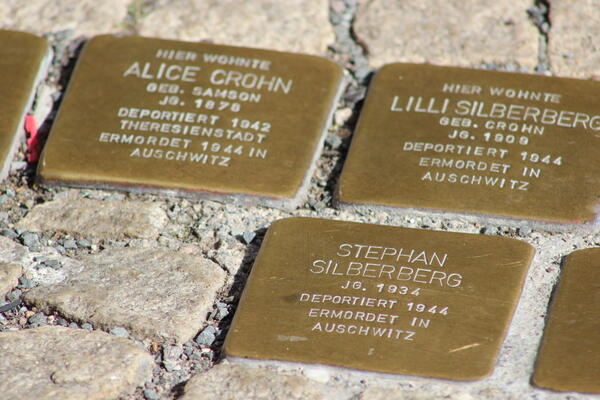 HIER WOHNTE
ALICE CROHN
GEB. SAMSON
JG. 1878
DEPORTIERT 1942
THERESIENSTADT
ERMORDET 1944 IN
AUSCHWITZ
HIER WOHNTE
LILLI SILBERBERG
GEB. CROHN
JG. 1909
DEPORTIERT 1944
ERMORDET IN
AUSCHWITZ
STEPHAN
SILBERBERG
JG. 1934
DEPORTIERT 1944
ERMORDET IN
AUSCHWITZ